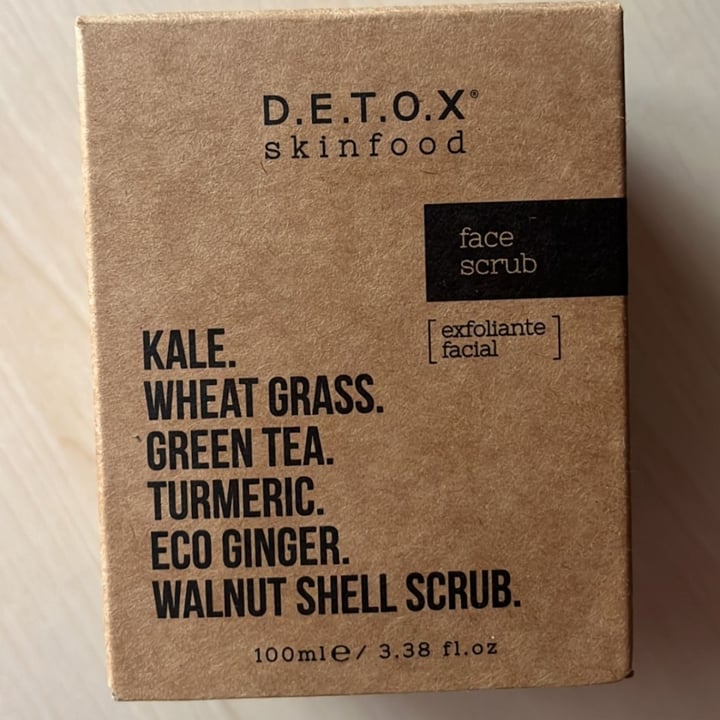 D.E.T.O.X®
skinfood
face
scrub
[exfoliante
facial]
KALE.
WHEAT GRASS.
GREEN TEA.
TURMERIC.
ECO GINGER.
WALNUT SHELL SCRUB.
100ml℮/ 3.38 fl.oz